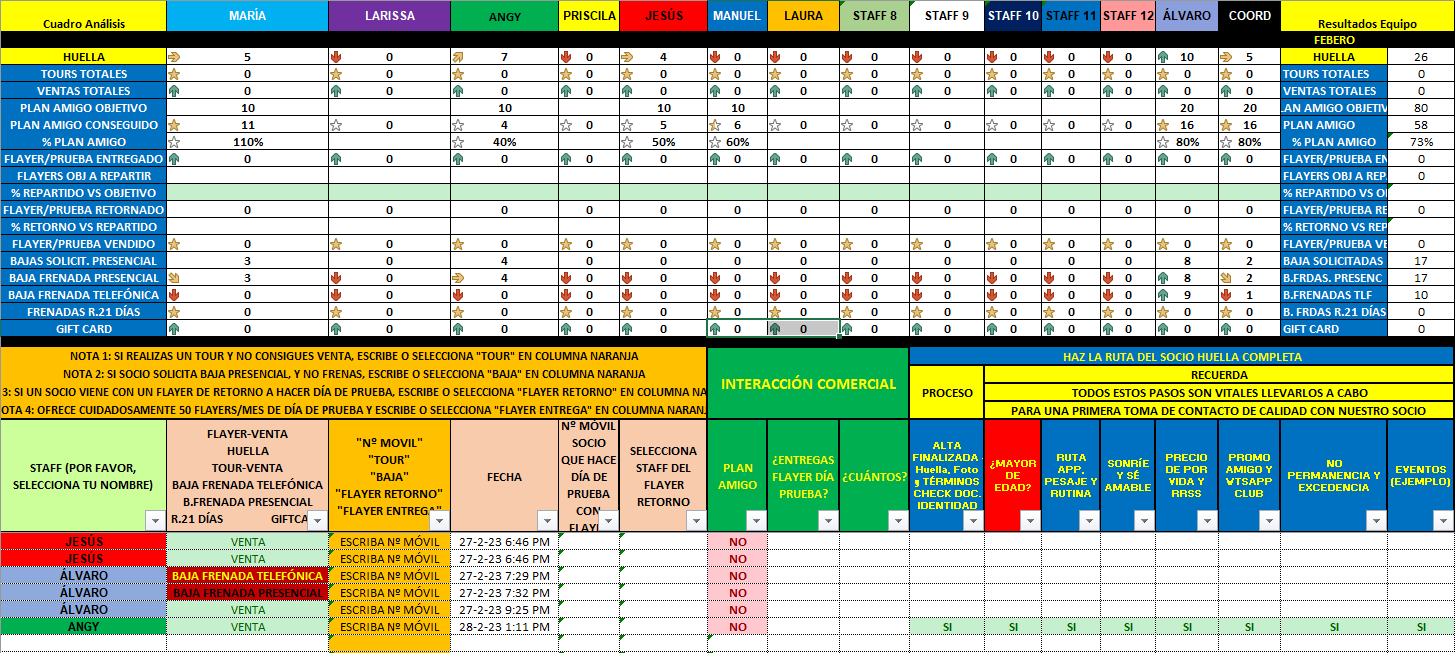 Cuadro Análisis MARÍA LARISSA ANGY PRISCILA JESÚS MANUEL LAURA STAFF 8 STAFF 9 STAFF 10 STAFF 11 STAFF 12 ÁLVARO COORD Resultados Equipo
FEBERO
HUELLA 5 0 7 0 4 0 0 0 0 0 0 0 10 5 HUELLA 26
TOURS TOTALES 0 0 0 0 0 0 0 0 0 0 0 0 0 0 TOURS TOTALES 0
VENTAS TOTALES 0 0 0 0 0 0 0 0 0 0 0 0 0 0 VENTAS TOTALES 0
PLAN AMIGO OBJETIVO 10 10 10 10 20 20 .AN AMIGO OBJETIV 80
PLAN AMIGO CONSEGUIDO 11 0 4 0 5 6 0 0 0 0 0 0 16 16 PLAN AMIGO 58
% PLAN AMIGO 110% 40% 50% 60% 80% 80% % PLAN AMIGO 73%
FLAYER/PRUEBA ENTREGADO 0 0 0 0 0 0 0 0 0 0 0 0 0 0 FLAYER/PRUEBA EN 0
FLAYERS OBJ A REPARTIR FLAYERS OBJ A REP. 0
% REPARTIDO VS OBJETIVO % REPARTIDO VS O
FLAYER/PRUEBA RETORNADO 0 0 0 0 0 0 0 0 0 0 0 0 0 0 FLAYER/PRUEBA RE 0
% RETORNO VS REPARTIDO % RETORNO VS REP
FLAYER/PRUEBA VENDIDO 0 0 0 0 0 0 0 0 0 0 0 0 0 0 FLAYER/PRUEBA VE 0
BAJAS SOLICIT. PRESENCIAL 3 4 8 2 BAJA SOLICITADAS 17
BAJA FRENADA PRESENCIAL 3 0 4 0 0 0 0 0 0 0 0 0 8 2 B.FRDAS. PRESENC 17
BAJA FRENADA TELEFÓNICA 0 0 0 0 0 0 0 0 0 0 0 0 9 1 B.FRENADAS TLF 10
FRENADAS R.21 DÍAS 0 0 0 0 0 0 0 0 0 0 0 0 0 0 B. FRDAS R.21 DÍAS 0
GIFT CARD 0 0 0 0 0 0 0 0 0 0 0 0 0 0 GIFT CARD 0
NOTA 1: SI REALIZAS UN TOUR Y NO CONSIGUES VENTA, ESCRIBE O SELECCIONA "TOUR" EN COLUMNA NARANJA
NOTA 2: SI SOCIO SOLICITA BAJA PRESENCIAL, Y NO FRENAS, ESCRIBE O SELECCIONA "BAJA" EN COLUMNA NARANJA
3: SI UN SOCIO VIENE CON UN FLAYER DE RETORNO A HACER DÍA DE PRUEBA, ESCRIBE O SELECCIONA "FLAYER RETORNO" EN COLUMNA NA
OTA 4: OFRECE CUIDADOSAMENTE 50 FLAYERS/MES DE DÍA DE PRUEBA Y ESCRIBE O SELECCIONA "FLAYER ENTREGA" EN COLUMNA NARAN
INTERACCIÓN COMERCIAL
HAZ LA RUTA DEL SOCIO HUELLA COMPLETA
PROCESO
RECUERDA
TODOS ESTOS PASOS SON VITALES LLEVARLOS A CABO
PARA UNA PRIMERA TOMA DE CONTACTO DE CALIDAD CON NUESTRO SOCIO
STAFF (POR FAVOR,
SELECCIONA TU NOMBRE)
FLAYER-VENTA
HUELLA
TOUR-VENTA
BAJA FRENADA TELEFÓNICA
B.FRENADA PRESENCIAL
R.21 DÍAS GIFTCA
"Nº MOVIL"
"TOUR"
"BAJA"
"FLAYER RETORNO"
"FLAYER ENTREGA"
FECHA
Nº MÓVIL
SOCIO
QUE HACE
DÍA DE
PRUEBA
CON
FLAYE
SELECCIONA
STAFF DEL
FLAYER
RETORNO
PLAN
AMIGO
¿ENTREGAS
FLAYER DÍA
PRUEBA?
¿CUÁNTOS?
ALTA
FINALIZADA :
Huella, Foto
y TÉRMINOS
CHECK DOC.
IDENTIDAD
¿MAYOR
DE
EDAD?
RUTA
APP,
PESAJE Y
RUTINA
SONRÍE
Y SÉ
AMABLE
PRECIO
DE POR
VIDA Y
RRSS
PROMO
AMIGO Y
WTSAPP
CLUB
NO
PERMANENCIA Y
EXCEDENCIA
EVENTOS
(EJEMPLO)
JESÚS VENTA ESCRIBA Nº MÓVIL 27-2-23 6:46 PM NO
JESÚS VENTA ESCRIBA Nº MÓVIL 27-2-23 6:46 PM NO
ÁLVARO BAJA FRENADA TELEFÓNICA ESCRIBA Nº MÓVIL 27-2-23 7:29 PM NO
ÁLVARO BAJA FRENADA PRESENCIAL ESCRIBA Nº MÓVIL 27-2-23 7:32 PM NO
ÁLVARO VENTA ESCRIBA Nº MÓVIL 27-2-23 9:25 PM NO
ANGY VENTA ESCRIBA Nº MÓVIL 28-2-23 1:11 PM NO SI SI SI SI SI SI SI SI